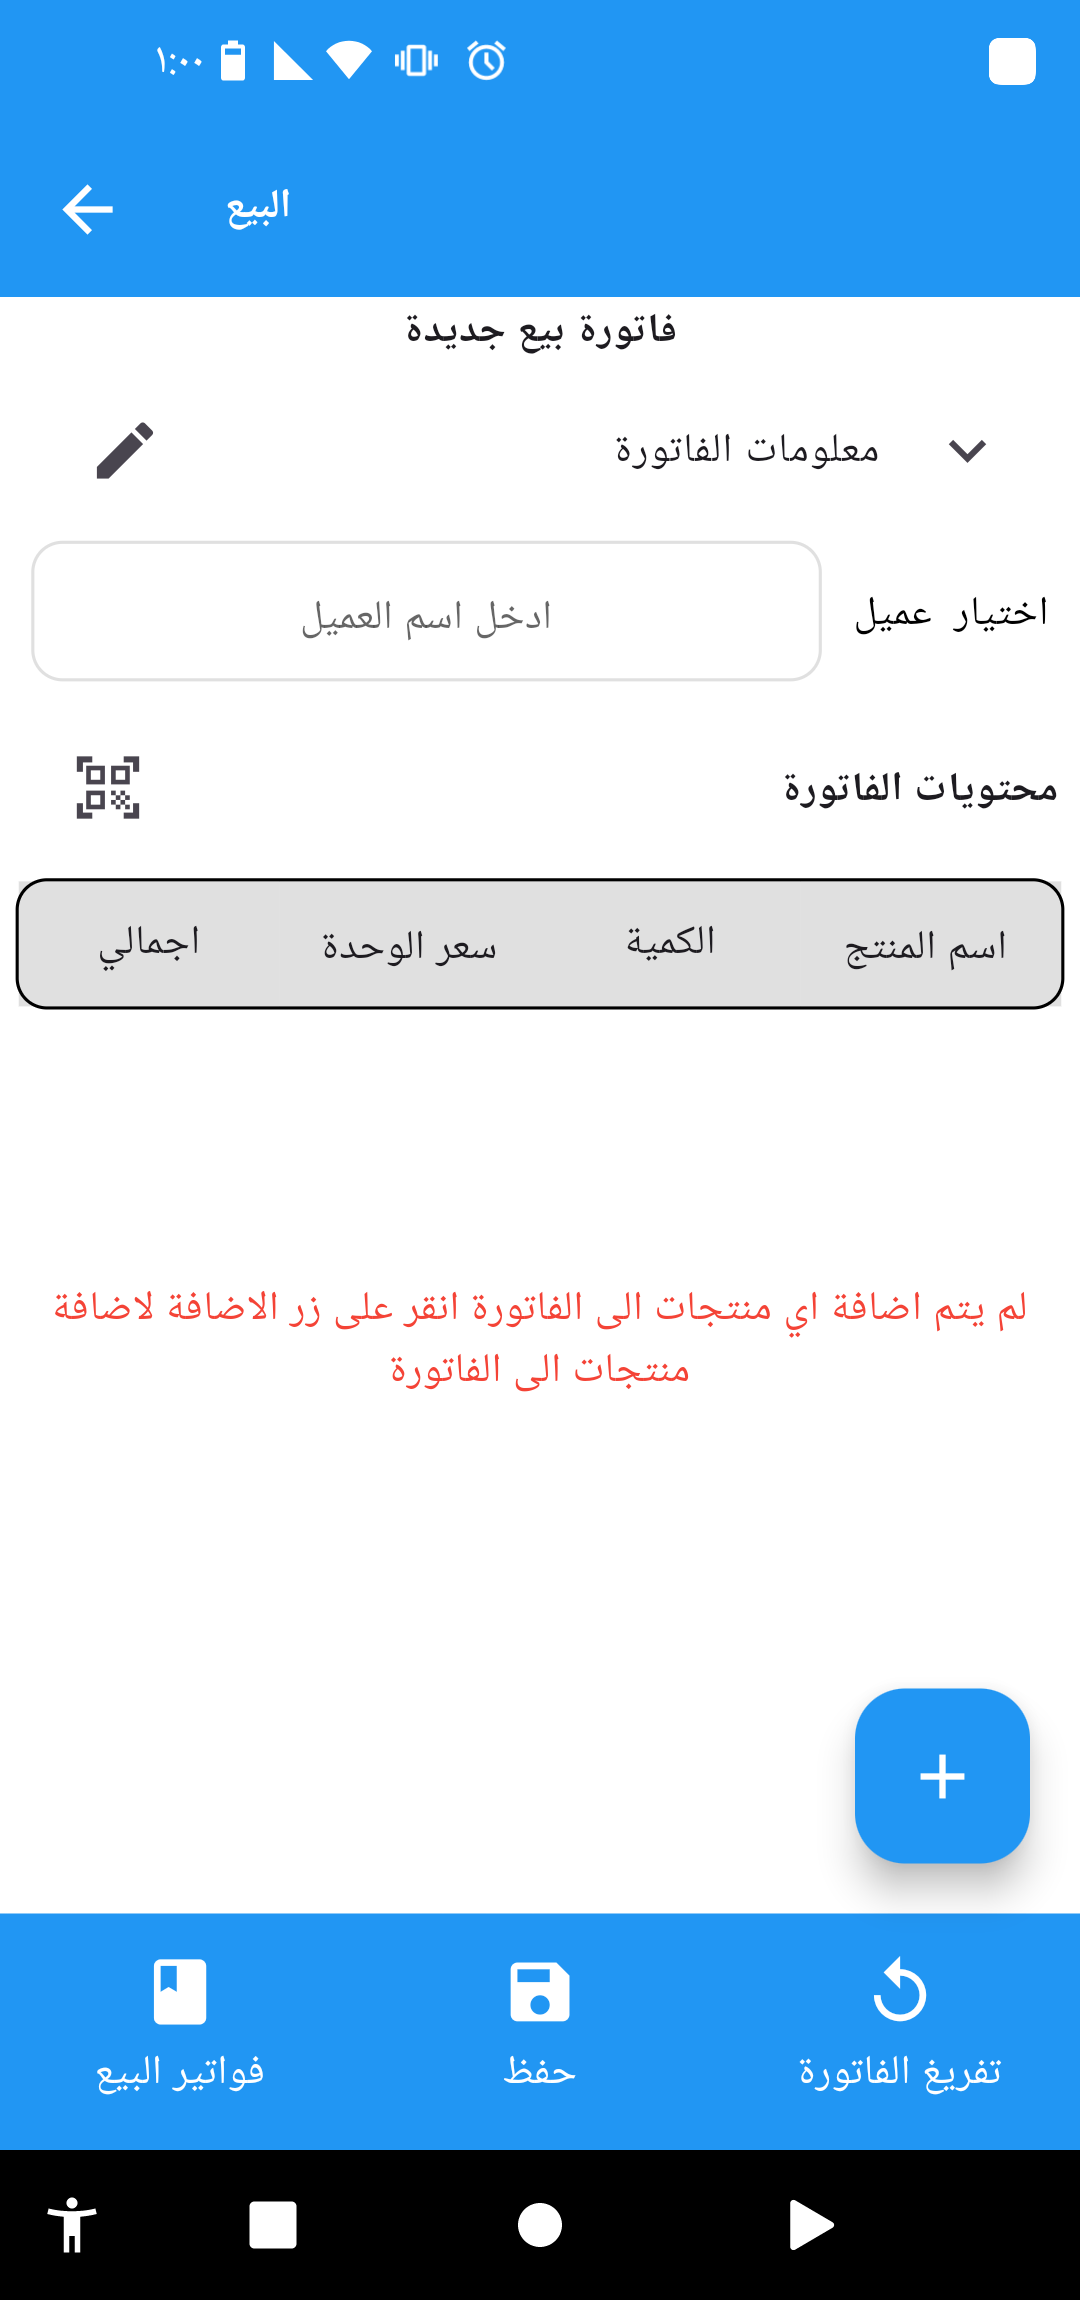 ١:٠٠
البيع
فاتورة بيع جديدة
معلومات الفاتورة
اختيار عميل
ادخل اسم العميل
محتويات الفاتورة
اسم المنتج الكمية سعر الوحدة اجمالي
لم يتم اضافة اي منتجات الى الفاتورة انقر على زر الاضافة لاضافة
منتجات الى الفاتورة
تفريغ الفاتورة حفظ فواتير البيع